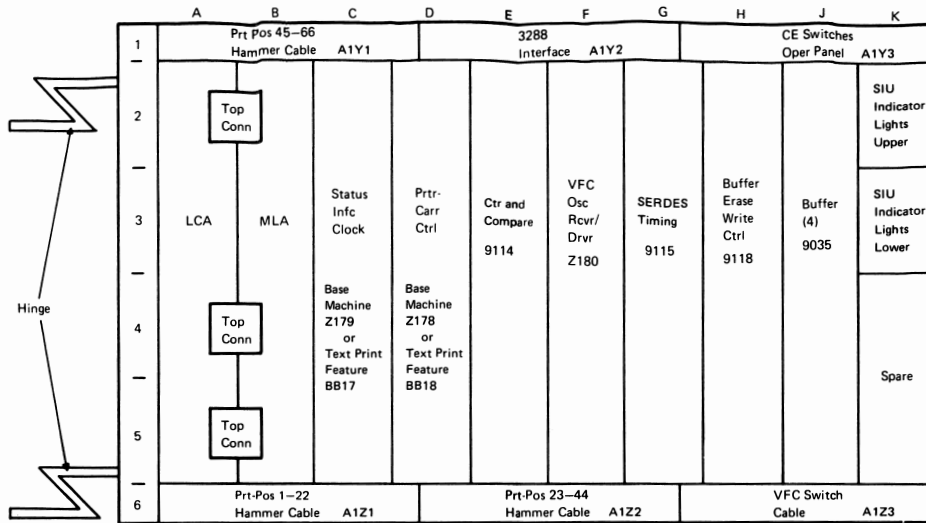 A B C D E F G H J K
1
Prt Pos 45–66
Hammer Cable A1Y1
3288
Interface A1Y2
CE Switches
Oper Panel A1Y3
2
Top
Conn
SIU
Indicator
Lights
Upper
3
LCA
MLA
Status
Infc
Clock
Prtr-
Carr
Ctrl
Ctr and
Compare
9114
VFC
Osc
Rcvr/
Drvr
Z180
SERDES
Timing
9115
Buffer
Erase
Write
Ctrl
9118
Buffer
(4)
9035
SIU
Indicator
Lights
Lower
Hinge
4
Top
Conn
Base
Machine
Z179
or
Text Print
Feature
BB17
Base
Machine
Z178
or
Text Print
Feature
BB18
Spare
5
Top
Conn
6
Prt-Pos 1–22
Hammer Cable A1Z1
Prt-Pos 23–44
Hammer Cable A1Z2
VFC Switch
Cable A1Z3